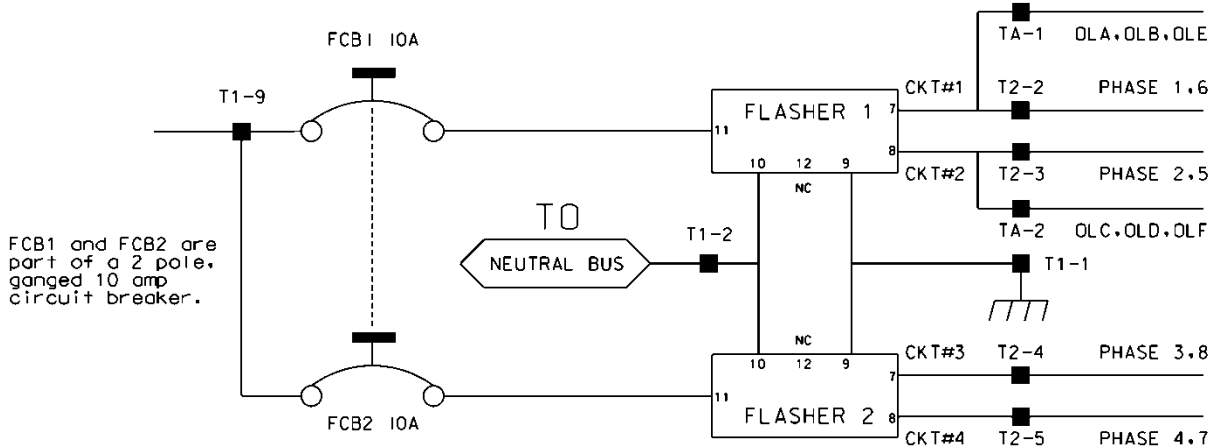 FCB1 10A
T1-9
FCB1 and FCB2 are
part of a 2 pole,
ganged 10 amp
circuit breaker.
FCB2 10A
TO
NEUTRAL BUS
T1-2
FLASHER 1
11
7
8
10 12 9
NC
CKT#1
T2-2
PHASE 1,6
TA-1
OLA,OLB,OLE
CKT#2
T2-3
PHASE 2,5
TA-2
OLC,OLD,OLF
T1-1
NC
10 12 9
11
7
8
FLASHER 2
CKT#3
T2-4
PHASE 3,8
CKT#4
T2-5
PHASE 4,7